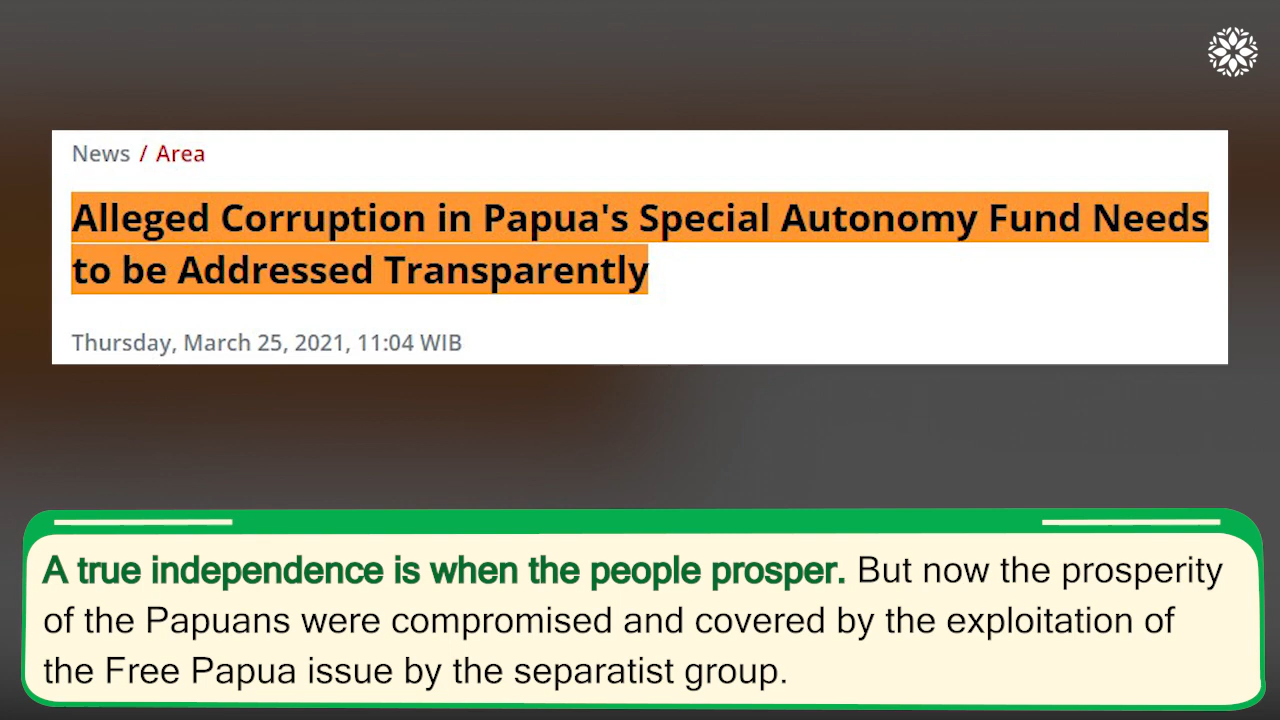 News / Area
Alleged Corruption in Papua's Special Autonomy Fund Needs
to be Addressed Transparently
Thursday, March 25, 2021, 11:04 WIB
A true independence is when the people prosper. But now the prosperity
of the Papuans were compromised and covered by the exploitation of
the Free Papua issue by the separatist group.